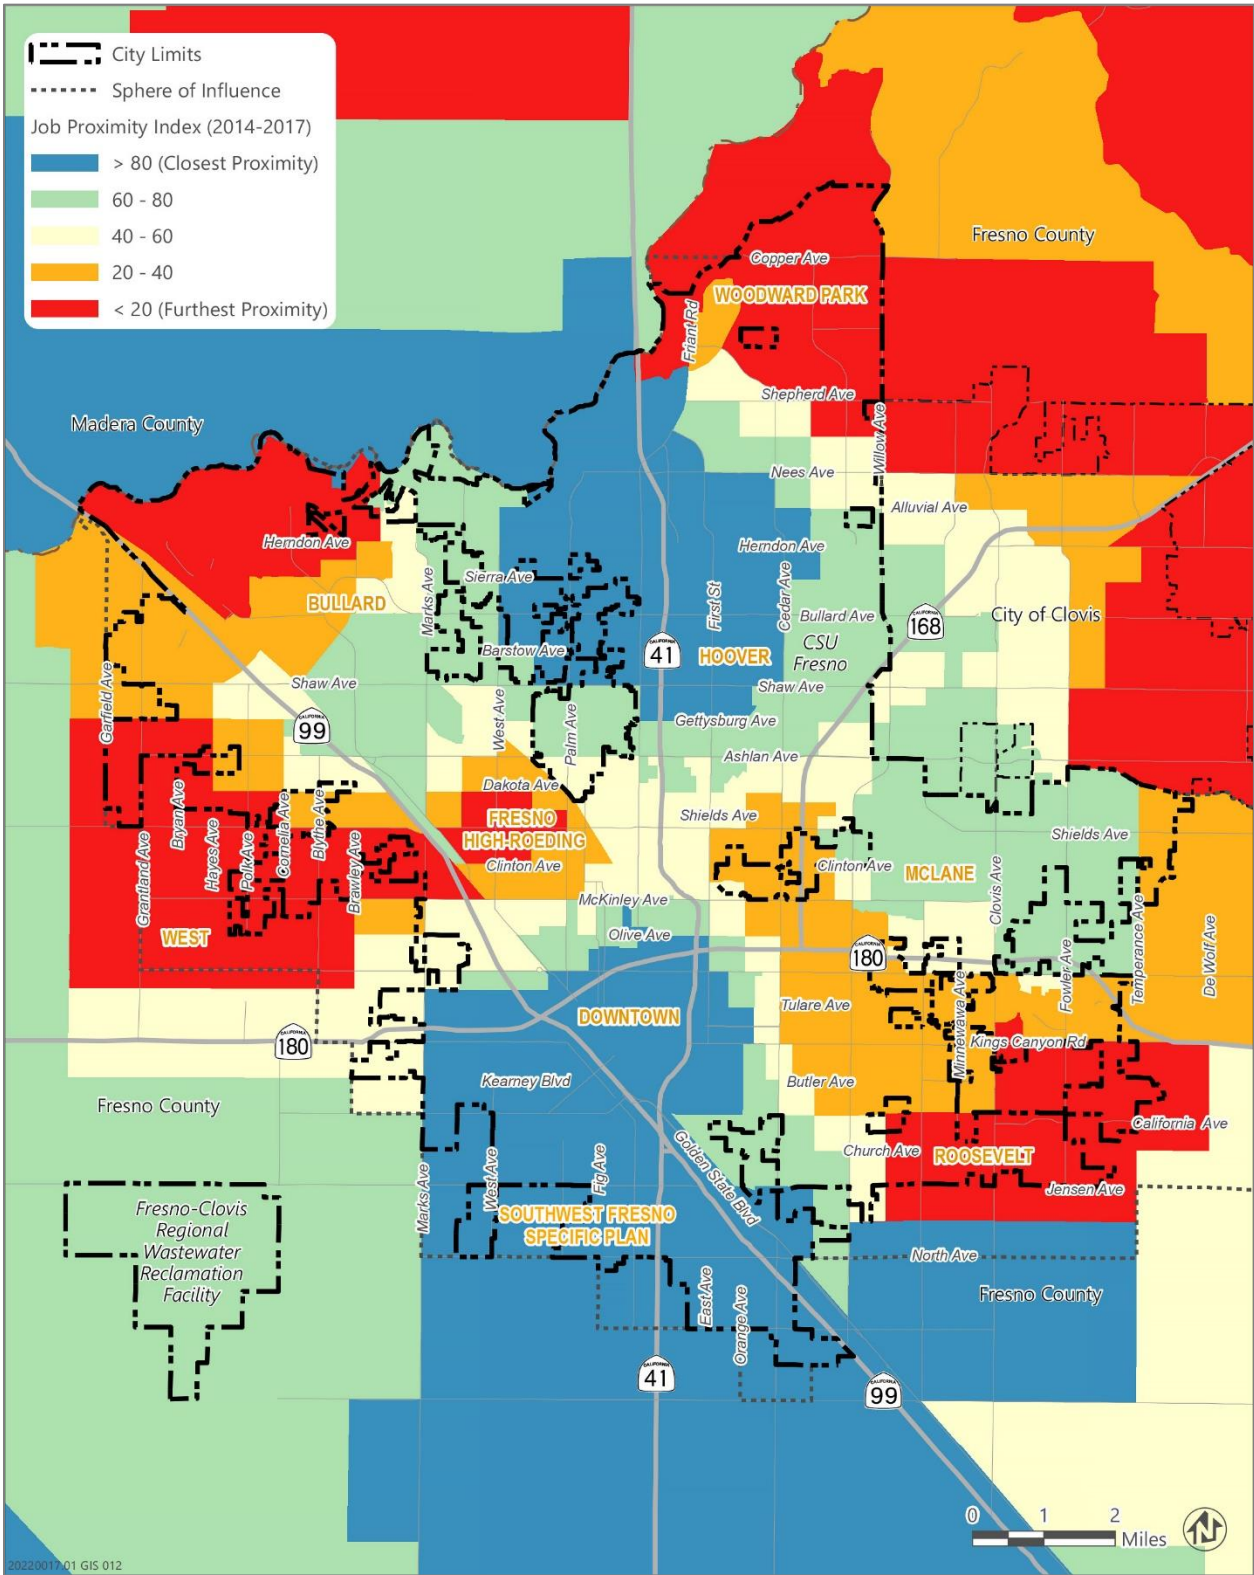 City Limits
Sphere of Influence
Job Proximity Index (2014-2017)
> 80 (Closest Proximity)
60 - 80
40 - 60
20 - 40
< 20 (Furthest Proximity)
Fresno County
Copper Ave
WOODWARD PARK
Friant Rd
Shepherd Ave
Madera County
Willow Ave
Nees Ave
Alluvial Ave
Herndon Ave
Herndon Ave
Sierra Ave
BULLARD
Marks Ave
First St
Cedar Ave
Bullard Ave
CALIFORNIA
168
City of Clovis
Barstow Ave
CALIFORNIA
41
HOOVER
CSU
Fresno
Garfield Ave
Shaw Ave
Shaw Ave
CALIFORNIA
99
West Ave
Palm Ave
Gettysburg Ave
Ashlan Ave
Dakota Ave
Bryan Ave
Cornelia Ave
Blythe Ave
FRESNO
HIGH-ROEDING
Shields Ave
Shields Ave
Grantland Ave
Hayes Ave
Polk Ave
Brawley Ave
Clinton Ave
Clinton Ave
MCLANE
Clovis Ave
McKinley Ave
WEST
Olive Ave
CALIFORNIA
180
Fowler Ave
Temperance Ave
De Wolf Ave
DOWNTOWN
Tulare Ave
Minnewawa Ave
CALIFORNIA
180
Kings Canyon Rd
Kearney Blvd
Butler Ave
Fresno County
California Ave
Church Ave
ROOSEVELT
Marks Ave
West Ave
Fig Ave
Golden State Blvd
Jensen Ave
Fresno-Clovis
Regional
Wastewater
Reclamation
Facility
SOUTHWEST FRESNO
SPECIFIC PLAN
North Ave
East Ave
Orange Ave
Fresno County
CALIFORNIA
41
CALIFORNIA
99
0 1 2
Miles
N
20220017.01 GIS 012